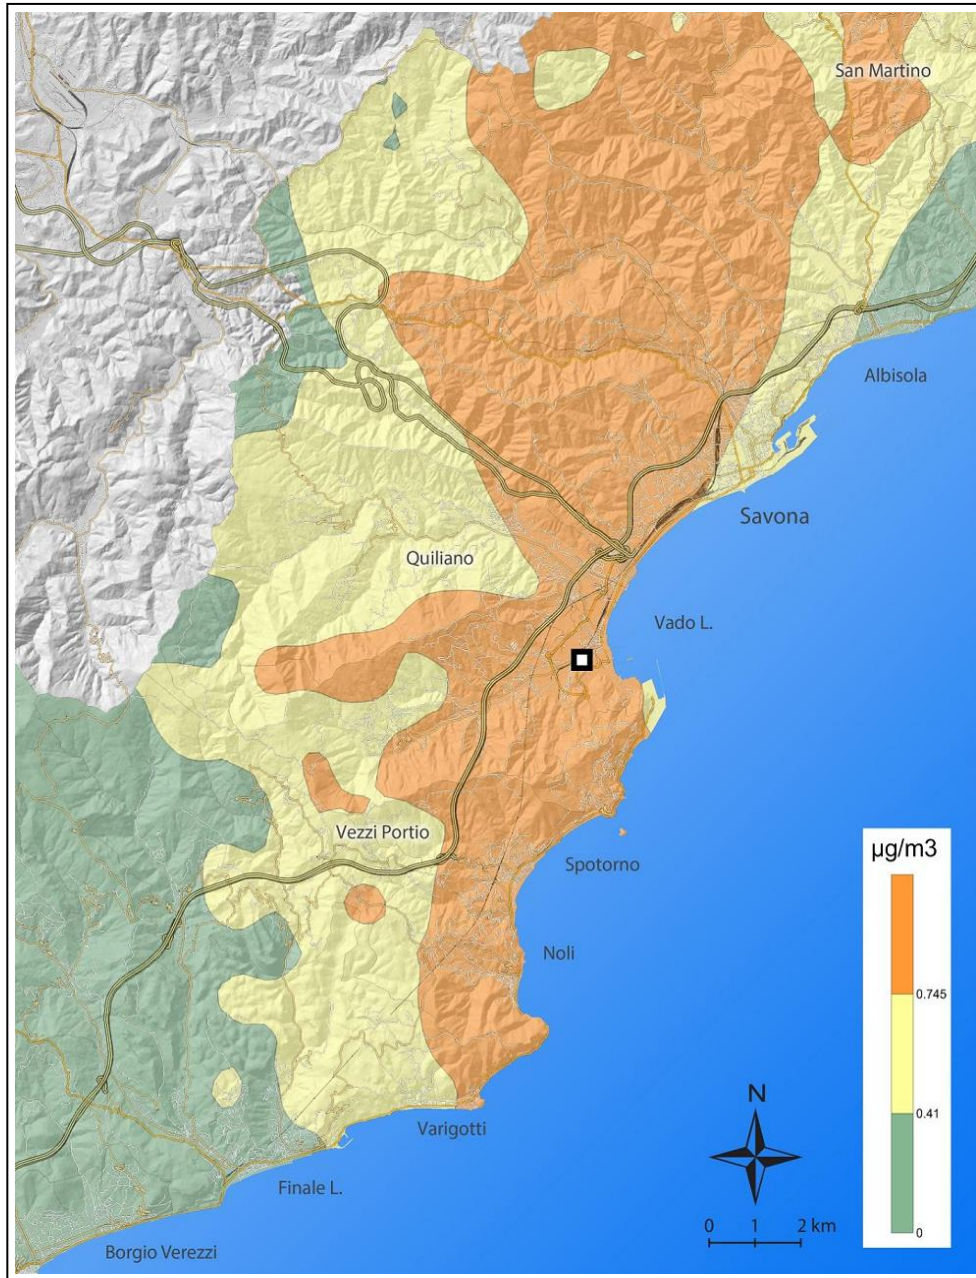 San Martino
Albisola
Savona
Quiliano
Vado L.
Vezzi Portio
Spotorno
Noli
Varigotti
Finale L.
Borgio Verezzi
µg/m3
0.745
0.41
0
N
0 1 2 km